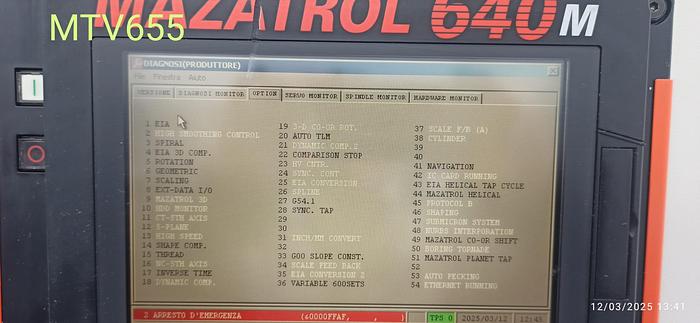 MAZATROL 640M
MTV655
DIAGNOSI(PRODUTTORE)
File Finestra Aiuto
VERSIONE DIAGNOSI MONITOR OPTION SERVO MONITOR SPINDLE MONITOR HARDWARE MONITOR
1 EIA
2 HIGH SMOOTHING CONTROL
3 SPIRAL
4 EIA 3D COMP.
5 ROTATION
6 GEOMETRIC
7 SCALING
8 EXT-DATA I/O
9 MAZATROL 3D
10 HDD MONITOR
11 CT-5TH AXIS
12 5-PLANE
13 HIGH SPEED
14 SHAPE COMP.
15 THREAD
16 NC-5TH AXIS
17 INVERSE TIME
18 DYNAMIC COMP.
19 3-D CO-OR ROT.
20 AUTO TLM
21 DYNAMIC COMP.2
22 COMPARISON STOP
23 HV CNTR.
24 SYNC. CONT
25 EIA CONVERSION
26 SPLINE
27 G54.1
28 SYNC. TAP
29
30
31 INCH/MM CONVERT
32
33 G00 SLOPE CONST.
34 SCALE FEED BACK
35 EIA CONVERSION 2
36 VARIABLE 600SETS
37 SCALE F/B (A)
38 CYLINDER
39
40
41 NAVIGATION
42 IC CARD RUNNING
43 EIA HELICAL TAP CYCLE
44 MAZATROL HELICAL
45 PROTOCOL B
46 SHAPING
47 SUBMICRON SYSTEM
48 NURBS INTERPORATION
49 MAZATROL CO-OR SHIFT
50 BORING TORNADE
51 MAZATROL PLANET TAP
52
53 AUTO PECKING
54 ETHERNET RUNNING
2 ARRESTO D'EMERGENZA (60000FFAF, , )
TPS 0 2025/03/12 12:45
12/03/2025 13:41